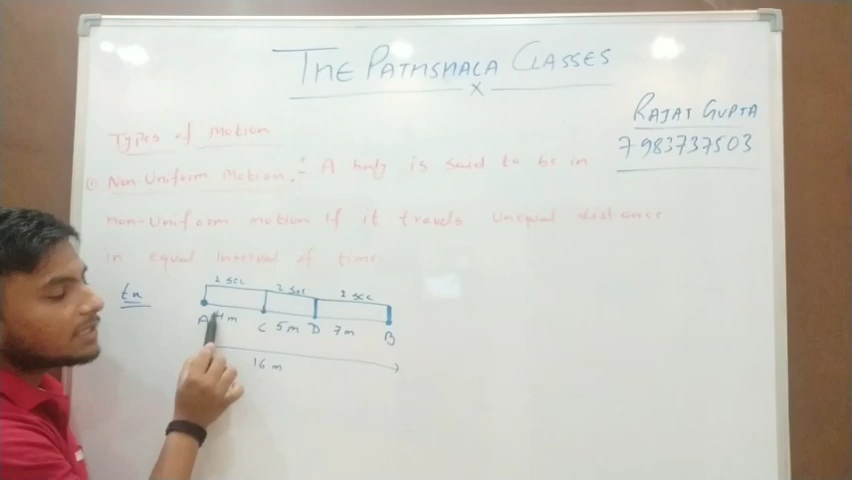 THE PATHSHALA CLASSES
X
RAJAT GUPTA
7983737503
Types of Motion
(1) Non-Uniform Motion :- A body is said to be in
non-Uniform motion If it travels Unequal distance
in equal interval of time
Ex
2 sec 2 sec 2 sec
A 4m C 5m D 7m B
16 m